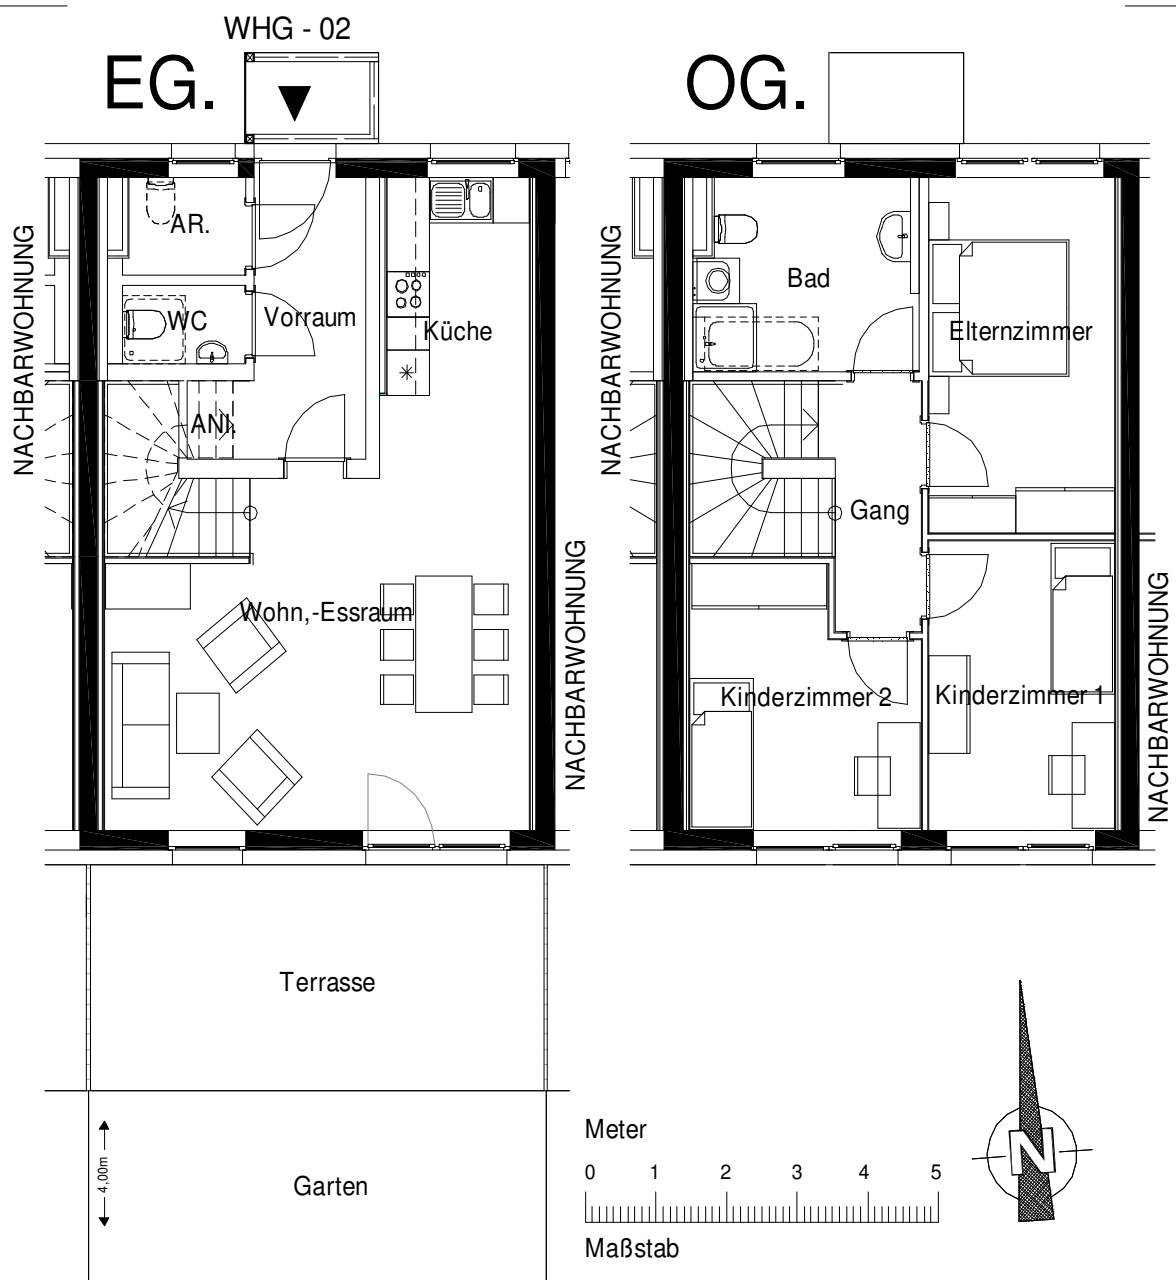 WHG - 02
EG.
OG.
NACHBARWOHNUNG
AR.
WC
Vorraum
Küche
ANI.
Wohn,-Essraum
NACHBARWOHNUNG
NACHBARWOHNUNG
Bad
Elternzimmer
Gang
Kinderzimmer 2
Kinderzimmer 1
NACHBARWOHNUNG
Terrasse
4,00m
Garten
Meter
0 1 2 3 4 5
Maßstab
N